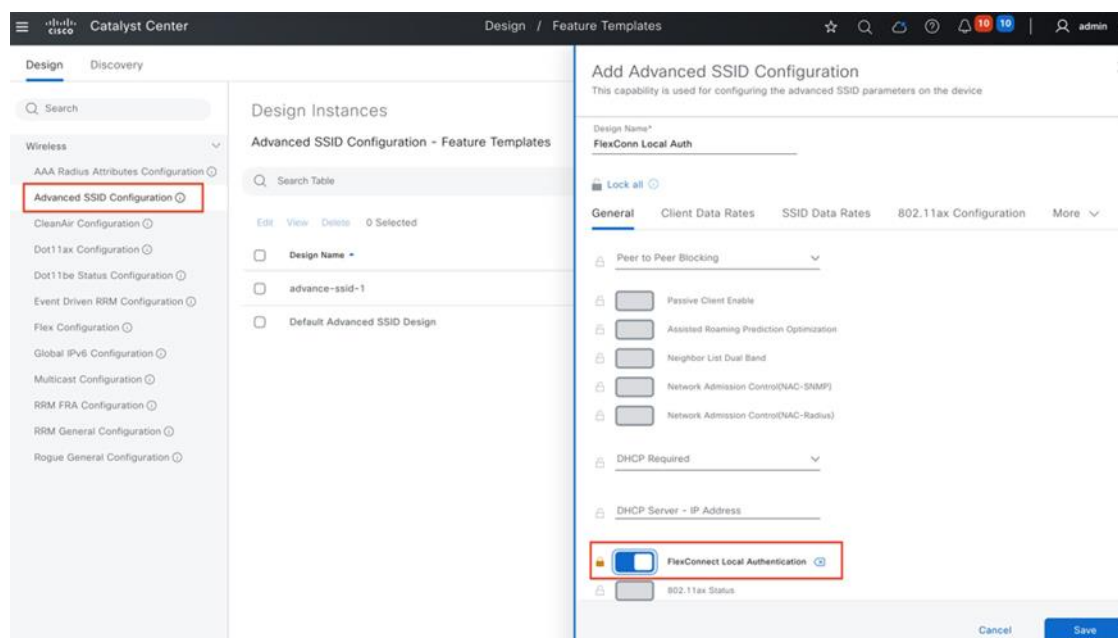 cisco Catalyst Center
Design / Feature Templates
10 10
admin
Design Discovery
Search
Wireless
AAA Radius Attributes Configuration
Advanced SSID Configuration
CleanAir Configuration
Dot11ax Configuration
Dot11be Status Configuration
Event Driven RRM Configuration
Flex Configuration
Global IPv6 Configuration
Multicast Configuration
RRM FRA Configuration
RRM General Configuration
Rogue General Configuration
Design Instances
Advanced SSID Configuration - Feature Templates
Search Table
Edit View Delete 0 Selected
Design Name
advance-ssid-1
Default Advanced SSID Design
Add Advanced SSID Configuration
This capability is used for configuring the advanced SSID parameters on the device
Design Name*
FlexConn Local Auth
Lock all
General Client Data Rates SSID Data Rates 802.11ax Configuration More
Peer to Peer Blocking
Passive Client Enable
Assisted Roaming Prediction Optimization
Neighbor List Dual Band
Network Admission Control(NAC-SNMP)
Network Admission Control(NAC-Radius)
DHCP Required
DHCP Server - IP Address
FlexConnect Local Authentication
802.11ax Status
Cancel Save